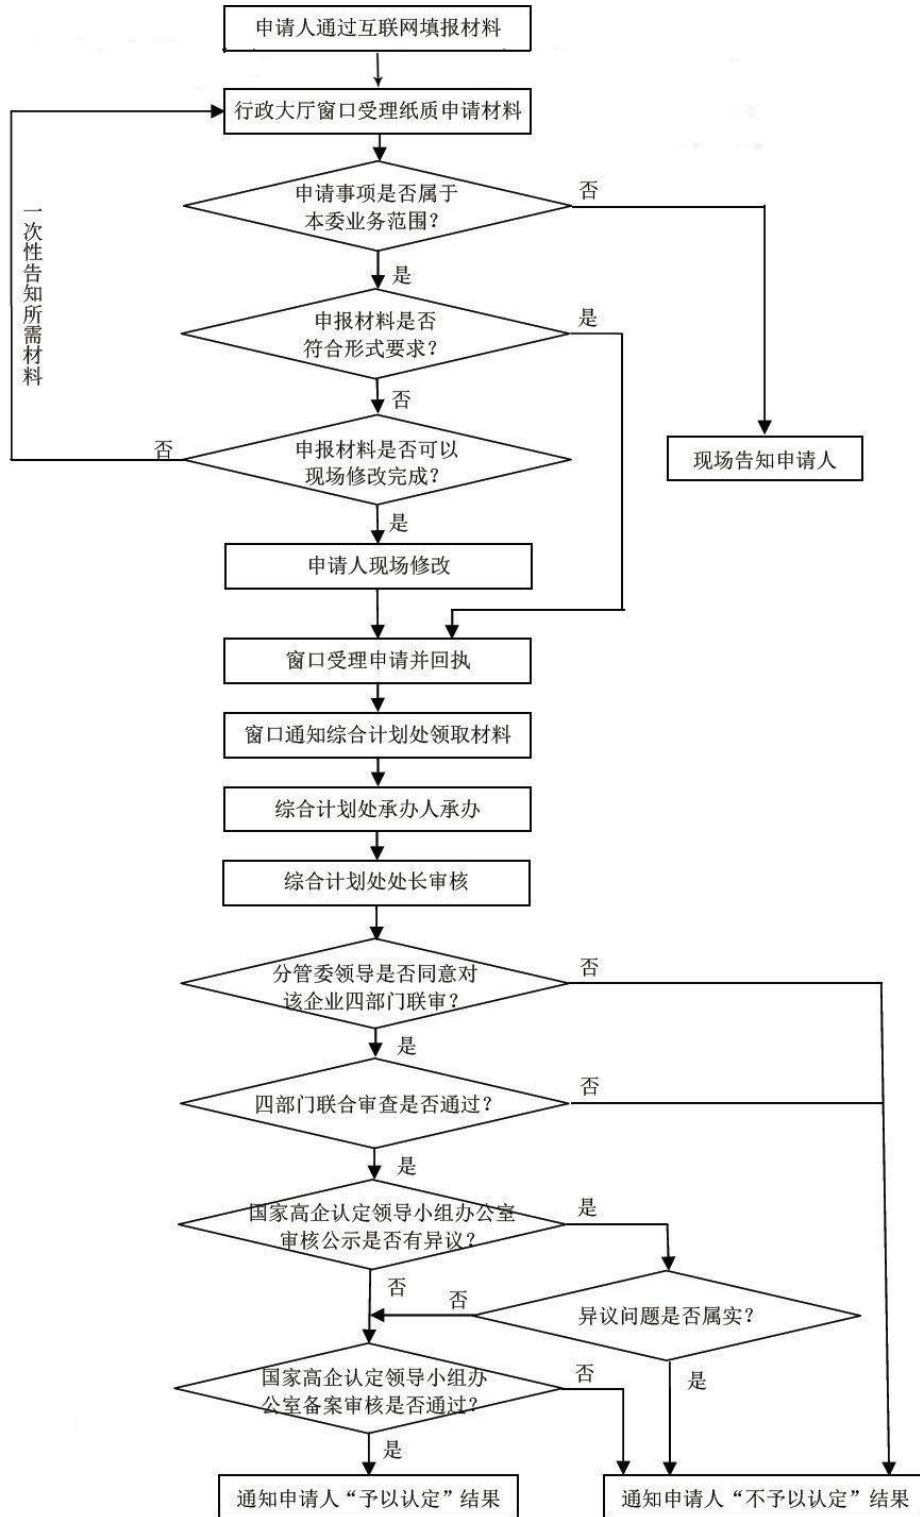 申请人通过互联网填报材料
行政大厅窗口受理纸质申请材料
申请事项是否属于
本委业务范围？
否
是
一次性告知所需材料
申报材料是否
符合形式要求？
是
否
申报材料是否可以
现场修改完成？
否
是
现场告知申请人
申请人现场修改
窗口受理申请并回执
窗口通知综合计划处领取材料
综合计划处承办人承办
综合计划处处长审核
分管委领导是否同意对
该企业四部门联审？
否
是
四部门联合审查是否通过？
否
是
国家高企认定领导小组办公室
审核公示是否有异议？
是
否
异议问题是否属实？
否
是
国家高企认定领导小组办
公室备案审核是否通过？
否
是
通知申请人“予以认定”结果
通知申请人“不予以认定”结果